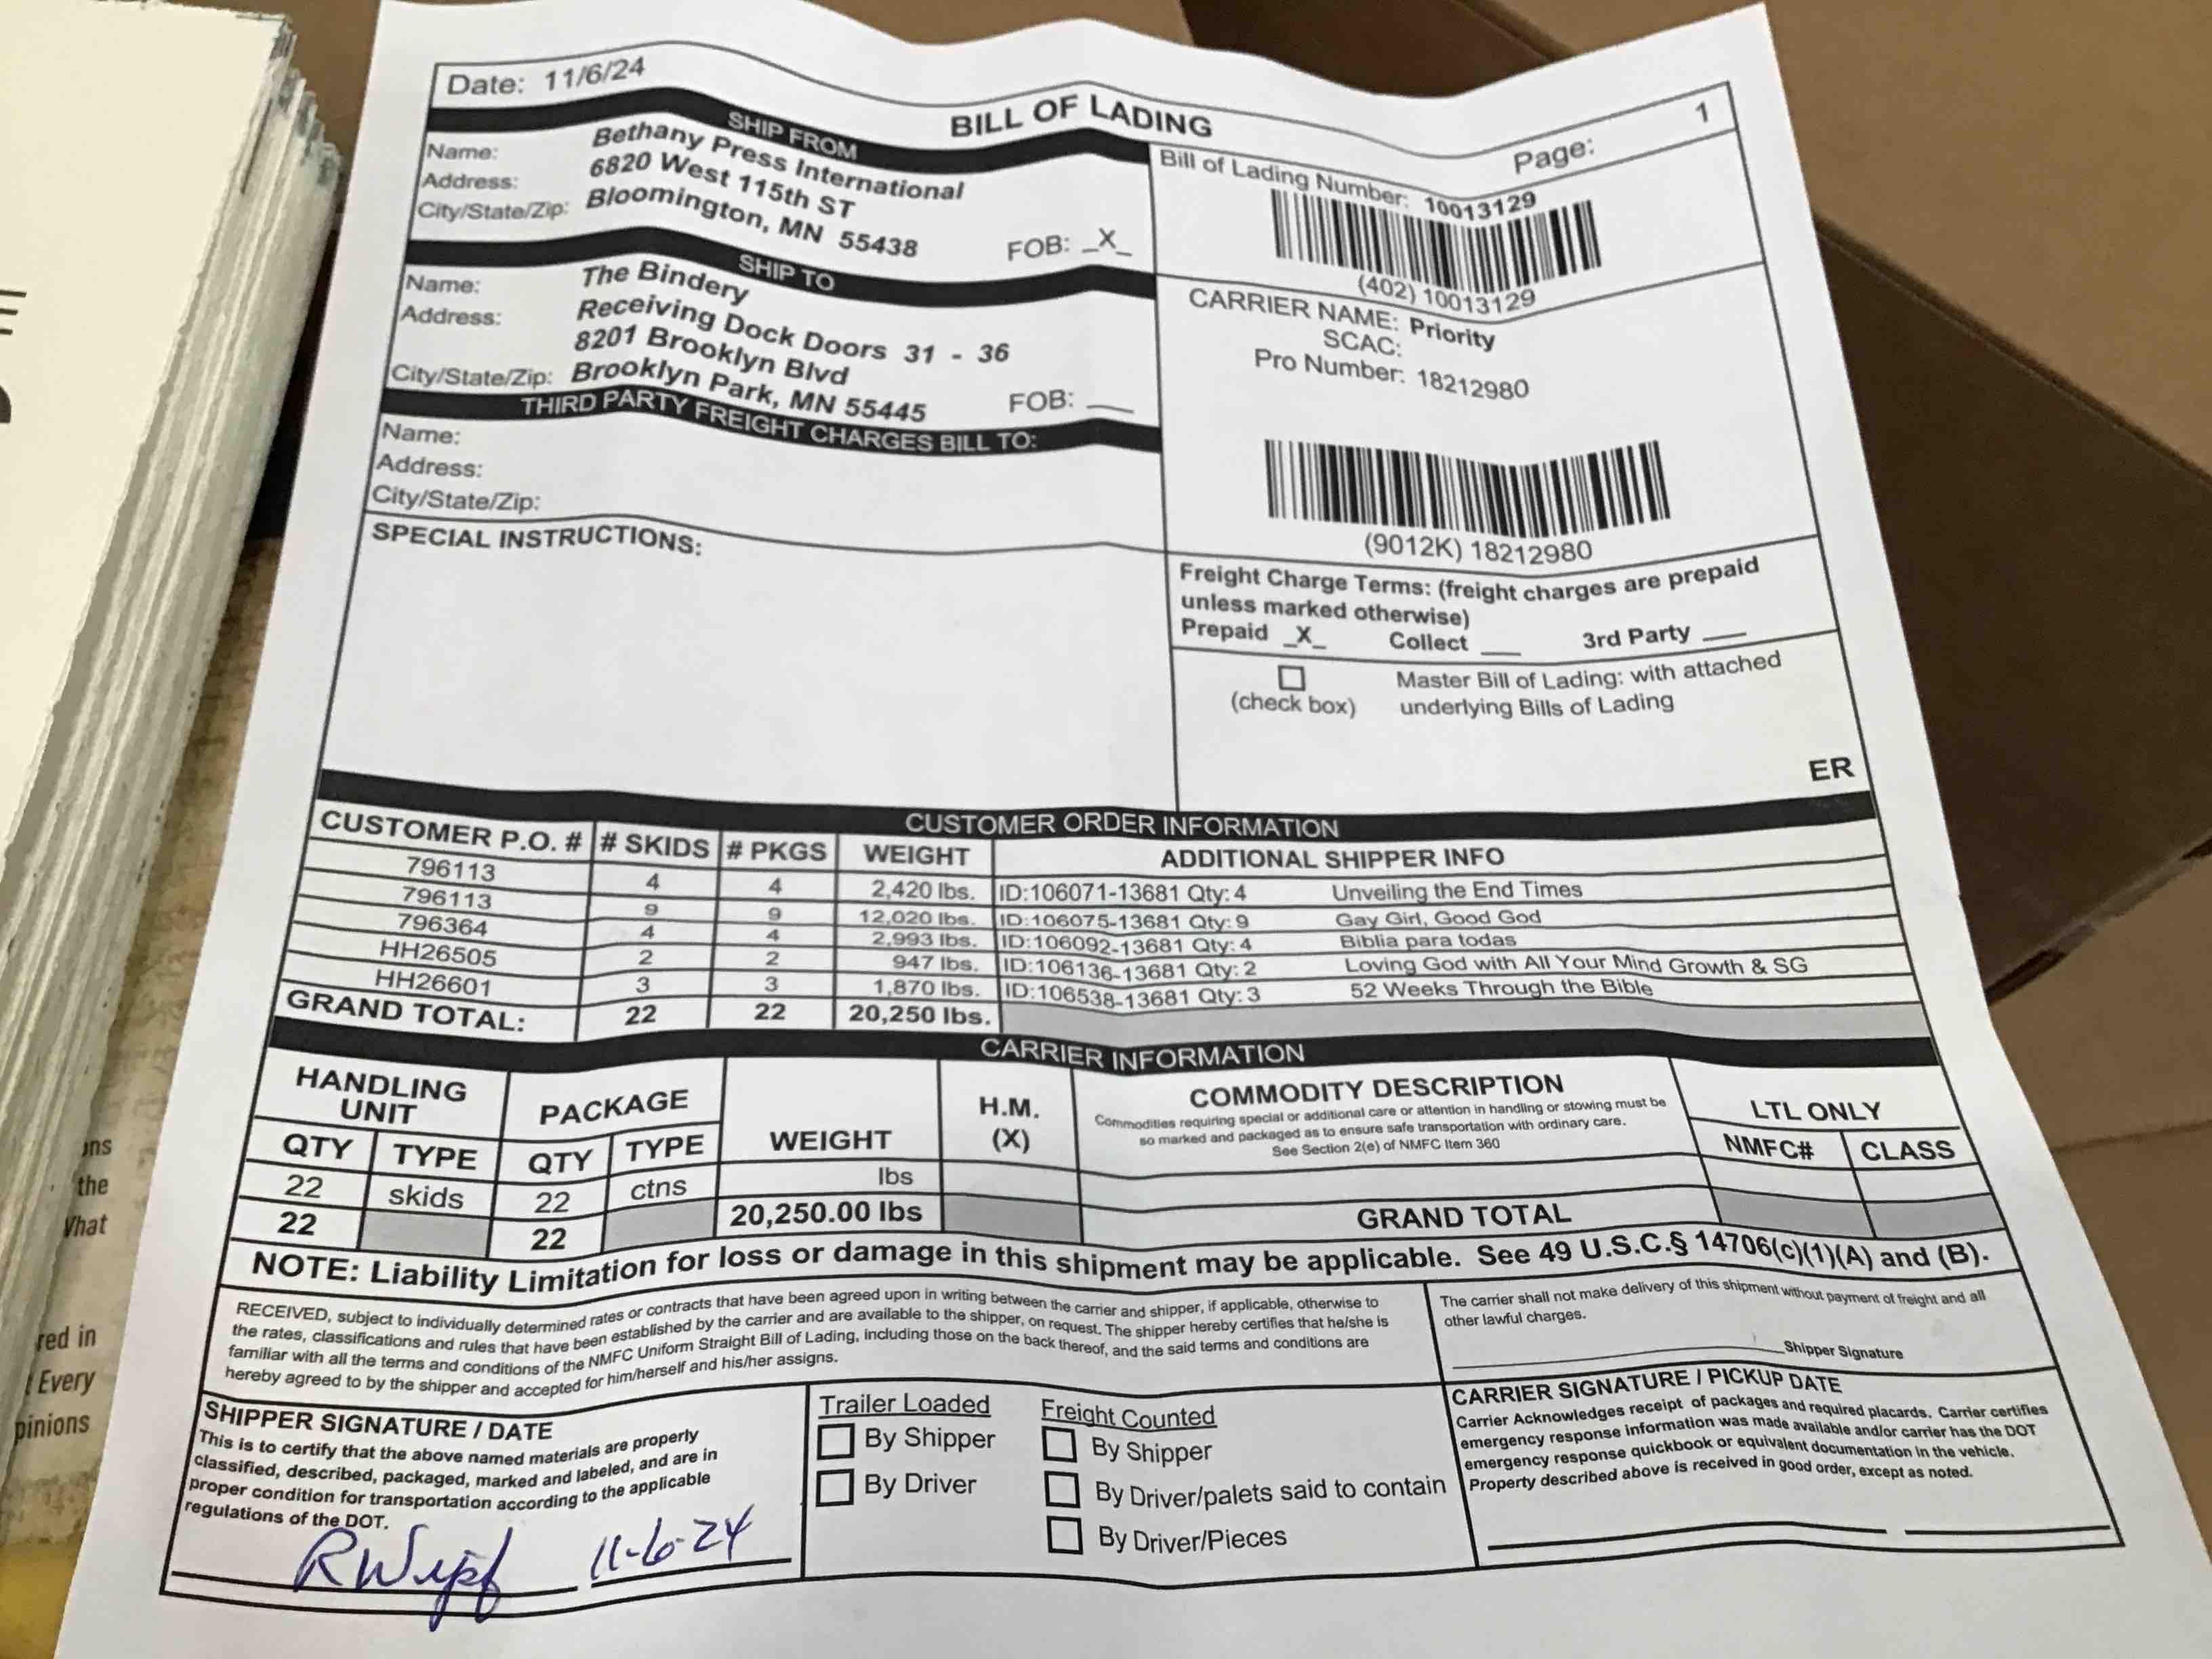 Date: 11/6/24
BILL OF LADING
Page: 1
SHIP FROM
Name: Bethany Press International
Address: 6820 West 115th ST
City/State/Zip: Bloomington, MN 55438
FOB: _X_
Bill of Lading Number: 10013129
(402) 10013129
SHIP TO
Name: The Bindery
Address: Receiving Dock Doors 31 - 36
8201 Brooklyn Blvd
City/State/Zip: Brooklyn Park, MN 55445
FOB: ___
CARRIER NAME: Priority
SCAC:
Pro Number: 18212980
(9012K) 18212980
THIRD PARTY FREIGHT CHARGES BILL TO:
Name:
Address:
City/State/Zip:
SPECIAL INSTRUCTIONS:
Freight Charge Terms: (freight charges are prepaid
unless marked otherwise)
Prepaid _X_ Collect ___ 3rd Party ___
(check box)
Master Bill of Lading: with attached
underlying Bills of Lading
ER
CUSTOMER ORDER INFORMATION
CUSTOMER P.O. # # SKIDS # PKGS WEIGHT ADDITIONAL SHIPPER INFO
796113 4 4 2,420 lbs. ID:106071-13681 Qty: 4 Unveiling the End Times
796113 9 9 12,020 lbs. ID:106075-13681 Qty: 9 Gay Girl, Good God
796364 4 4 2,993 lbs. ID:106092-13681 Qty: 4 Biblia para todas
HH26505 2 2 947 lbs. ID:106136-13681 Qty: 2 Loving God with All Your Mind Growth & SG
HH26601 3 3 1,870 lbs. ID:106538-13681 Qty: 3 52 Weeks Through the Bible
GRAND TOTAL: 22 22 20,250 lbs.
CARRIER INFORMATION
HANDLING
UNIT
PACKAGE
WEIGHT
H.M.
(X)
COMMODITY DESCRIPTION
Commodities requiring special or additional care or attention in handling or stowing must be
so marked and packaged as to ensure safe transportation with ordinary care.
See Section 2(e) of NMFC Item 360
LTL ONLY
QTY TYPE QTY TYPE NMFC# CLASS
22 skids 22 ctns lbs
22 22 20,250.00 lbs GRAND TOTAL
NOTE: Liability Limitation for loss or damage in this shipment may be applicable. See 49 U.S.C.§ 14706(c)(1)(A) and (B).
RECEIVED, subject to individually determined rates or contracts that have been agreed upon in writing between the carrier and shipper, if applicable, otherwise to
the rates, classifications and rules that have been established by the carrier and are available to the shipper, on request. The shipper hereby certifies that he/she is
familiar with all the terms and conditions of the NMFC Uniform Straight Bill of Lading, including those on the back thereof, and the said terms and conditions are
hereby agreed to by the shipper and accepted for him/herself and his/her assigns.
The carrier shall not make delivery of this shipment without payment of freight and all
other lawful charges.
Shipper Signature
SHIPPER SIGNATURE / DATE
This is to certify that the above named materials are properly
classified, described, packaged, marked and labeled, and are in
proper condition for transportation according to the applicable
regulations of the DOT.
11-6-24
Trailer Loaded
By Shipper
By Driver
Freight Counted
By Shipper
By Driver/palets said to contain
By Driver/Pieces
CARRIER SIGNATURE / PICKUP DATE
Carrier Acknowledges receipt of packages and required placards. Carrier certifies
emergency response information was made available and/or carrier has the DOT
emergency response quickbook or equivalent documentation in the vehicle.
Property described above is received in good order, except as noted.
the
What
red in
Every
pinions